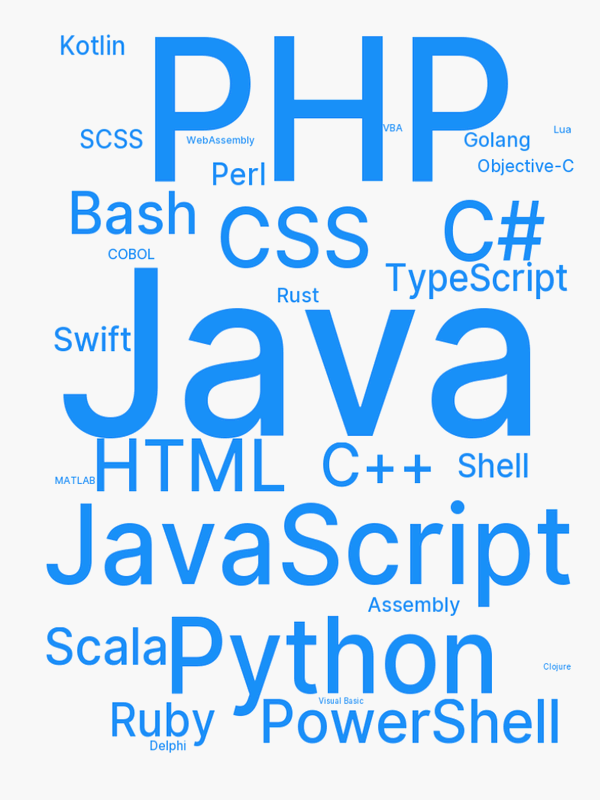 Kotlin
PHP
SCSS
WebAssembly
VBA
Golang
Lua
Perl
Objective-C
Bash
CSS
C#
COBOL
TypeScript
Rust
Java
Swift
HTML
C++
Shell
MATLAB
JavaScript
Assembly
Scala
Python
Clojure
Visual Basic
Ruby
PowerShell
Delphi